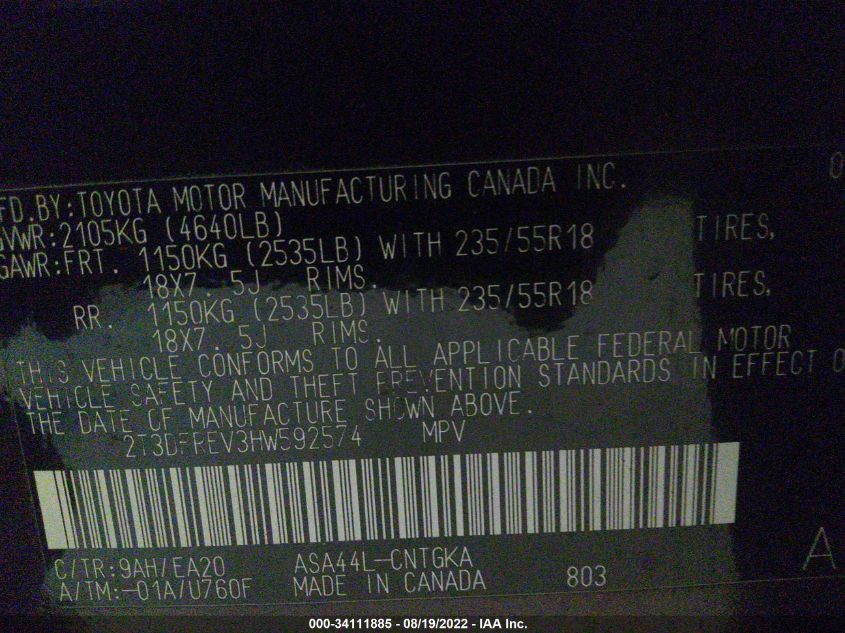 FD.BY:TOYOTA MOTOR MANUFACTURING CANADA INC. 0
GVWR:2105KG (4640LB)
GAWR:FRT. 1150KG (2535LB) WITH 235/55R18 TIRES,
18X7. 5J RIMS.
RR. 1150KG (2535LB) WITH 235/55R18 TIRES,
18X7. 5J RIMS.
THIS VEHICLE CONFORMS TO ALL APPLICABLE FEDERAL MOTOR
VEHICLE SAFETY AND THEFT PREVENTION STANDARDS IN EFFECT O
THE DATE OF MANUFACTURE SHOWN ABOVE.
2T3DFREV3HW592574 MPV
C/TR:9AH/EA20 ASA44L-CNTGKA A
A/TM:-01A/U760F MADE IN CANADA 803
000-34111885 - 08/19/2022 - IAA Inc.